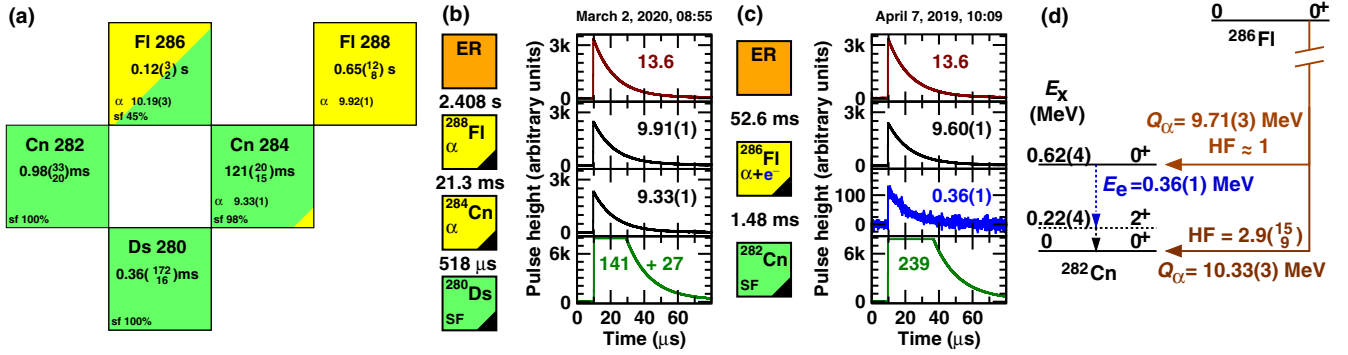 (a)
Fl 286
0.12(3/2) s
α 10.19(3)
sf 45%
Fl 288
0.65(12/8) s
α 9.92(1)
Cn 282
0.98(33/20)ms
sf 100%
Cn 284
121(20/15)ms
α 9.33(1)
sf 98%
Ds 280
0.36(172/16)ms
sf 100%
(b)
March 2, 2020, 08:55
ER
2.408 s
²⁸⁸Fl
α
21.3 ms
²⁸⁴Cn
α
518 μs
²⁸⁰Ds
SF
Pulse height (arbitrary units)
3k
0
13.6
3k
0
9.91(1)
3k
0
9.33(1)
6k
0
141 + 27
0 20 40 60
Time (μs)
(c)
April 7, 2019, 10:09
ER
52.6 ms
²⁸⁶Fl
α+e⁻
1.48 ms
²⁸²Cn
SF
Pulse height (arbitrary units)
3k
0
13.6
3k
0
9.60(1)
100
0
0.36(1)
6k
0
239
0 20 40 60
Time (μs)
(d)
0 0⁺
²⁸⁶Fl
Eₓ
(MeV)
Qα= 9.71(3) MeV
HF ≈ 1
0.62(4) 0⁺
Eₑ=0.36(1) MeV
0.22(4) 2⁺
HF = 2.9(15/9)
0 0⁺
²⁸²Cn
Qα= 10.33(3) MeV